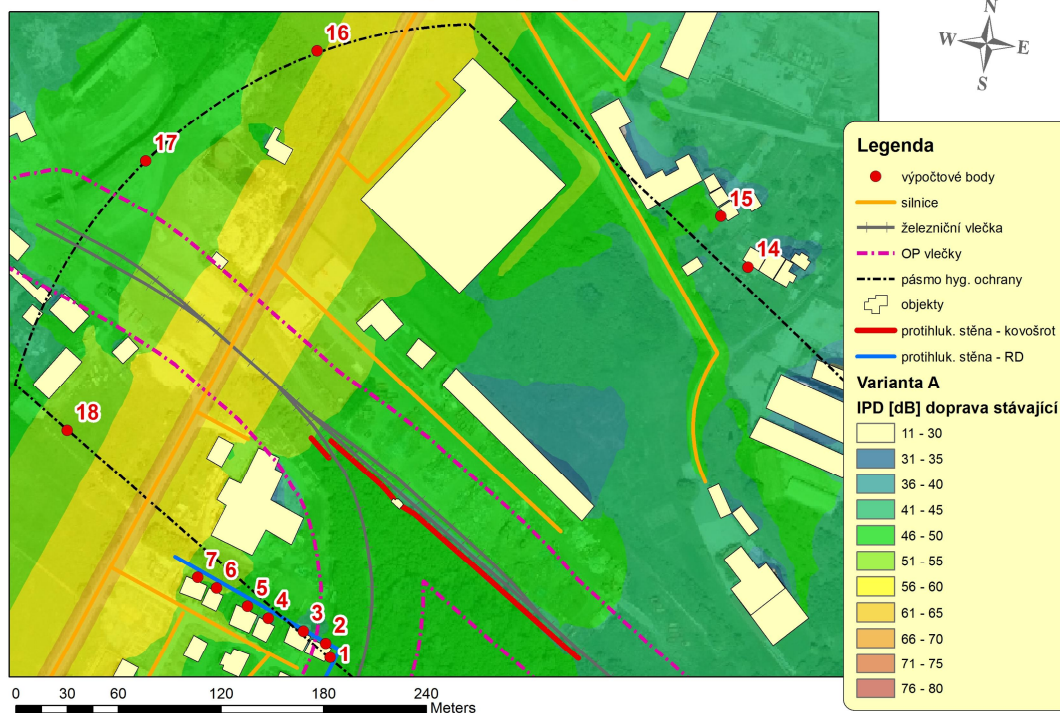 N
W E
S
16
17
15
14
18
7
6
5
4
3
2
1
0 30 60 120 180 240
Meters
Legenda
výpočtové body
silnice
železniční vlečka
OP vlečky
pásmo hyg. ochrany
objekty
protihluk. stěna - kovošrot
protihluk. stěna - RD
Varianta A
IPD [dB] doprava stávající
11 - 30
31 - 35
36 - 40
41 - 45
46 - 50
51 - 55
56 - 60
61 - 65
66 - 70
71 - 75
76 - 80